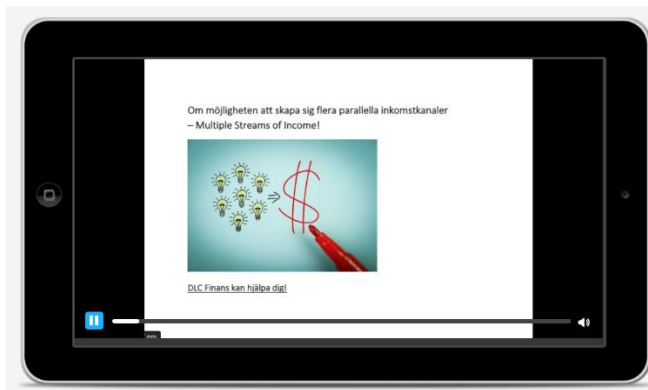 Om möjligheten att skapa sig flera parallella inkomstkanaler
– Multiple Streams of Income!
$
DLC Finans kan hjälpa dig!